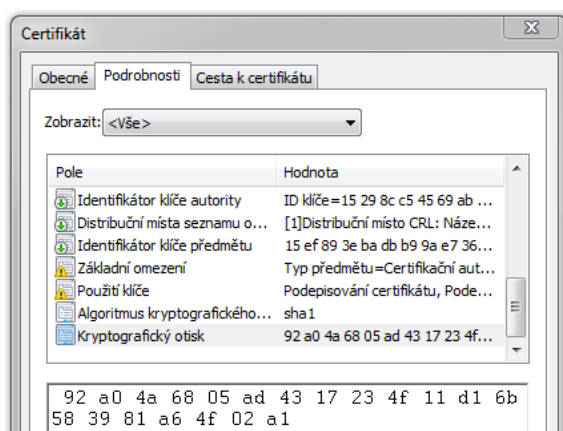 Certifikát
Obecné Podrobnosti Cesta k certifikátu
Zobrazit: <Vše>
Pole Hodnota
Identifikátor klíče autority ID klíče=15 29 8c c5 45 69 ab ...
Distribuční místa seznamu o... [1]Distribuční místo CRL: Náze...
Identifikátor klíče předmětu 15 ef 89 3e ba db b9 9a e7 36...
Základní omezení Typ předmětu=Certifikační aut...
Použití klíče Podepisování certifikátu, Pode...
Algoritmus kryptografického... sha1
Kryptografický otisk 92 a0 4a 68 05 ad 43 17 23 4f...
92 a0 4a 68 05 ad 43 17 23 4f 11 d1 6b
58 39 81 a6 4f 02 a1